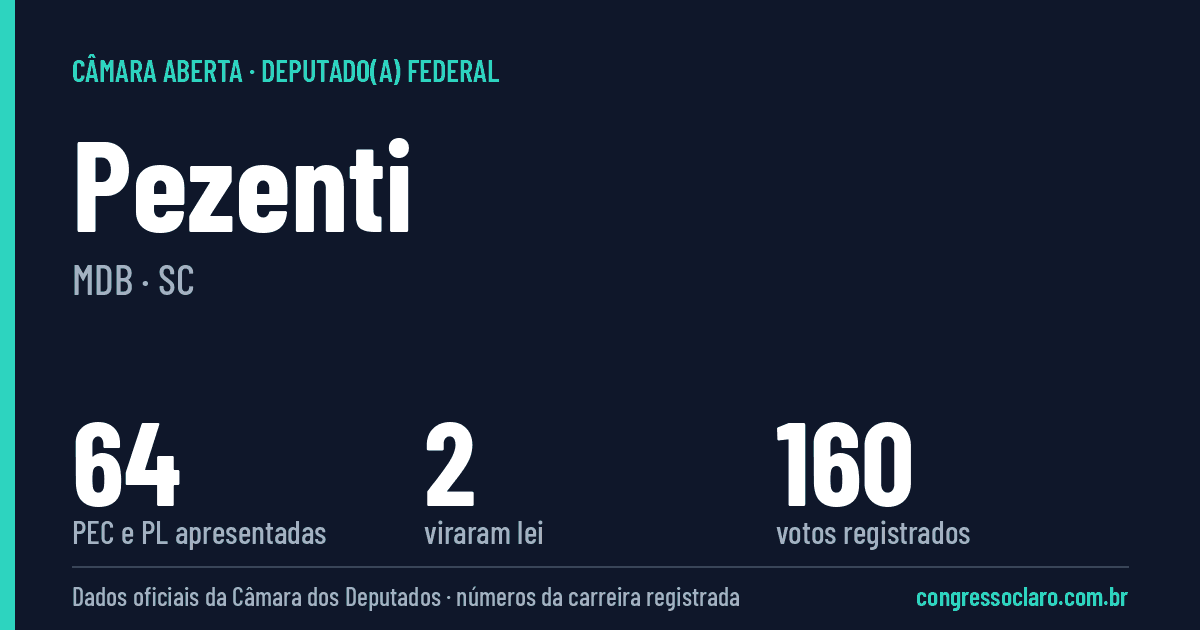 CÂMARA ABERTA · DEPUTADO(A) FEDERAL
Pezenti
MDB · SC
64
PEC e PL apresentadas
2
viraram lei
160
votos registrados
Dados oficiais da Câmara dos Deputados · números da carreira registrada
congressoclaro.com.br